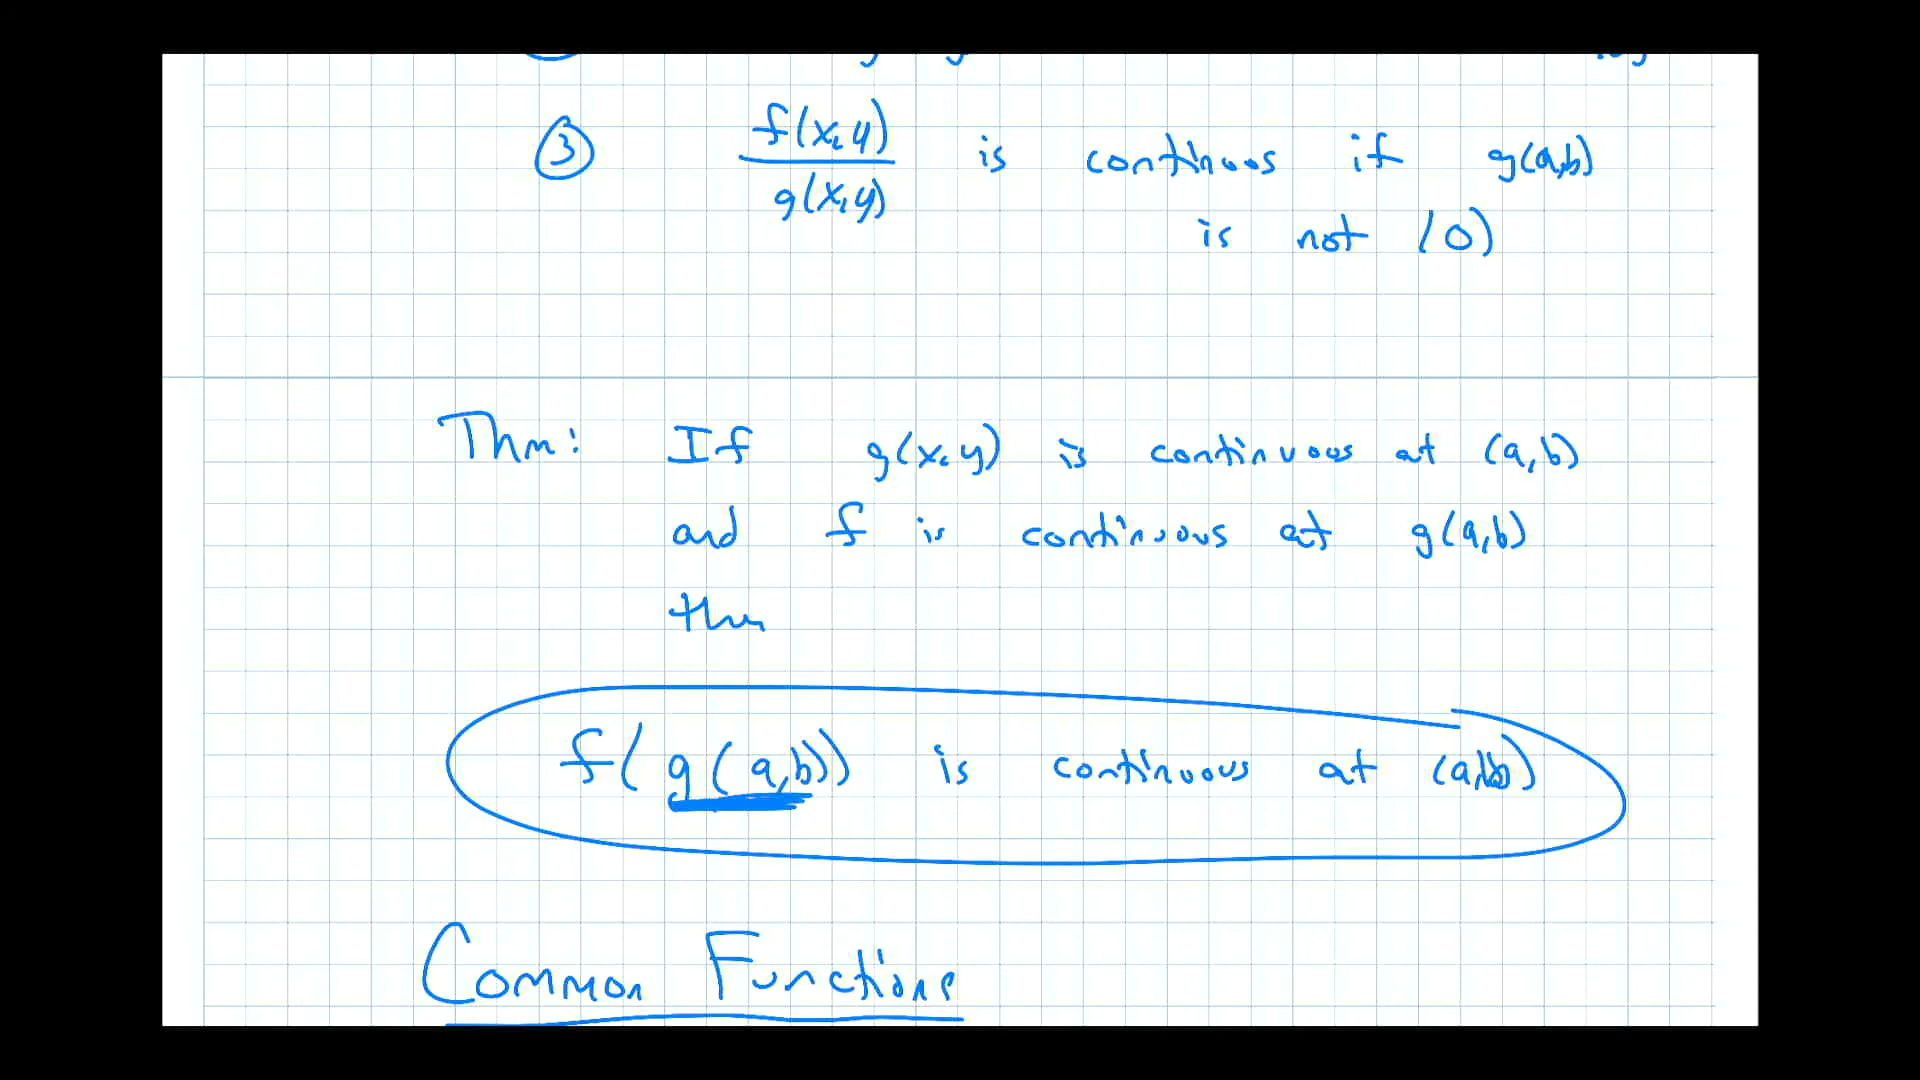 ③ f(x,y)/g(x,y) is continuos if g(a,b)
is not (0)
Thm: If g(x,y) is continuous at (a,b)
and f is continuous at g(a,b)
then
f(g(a,b)) is continuous at (a,b)
Common Functions